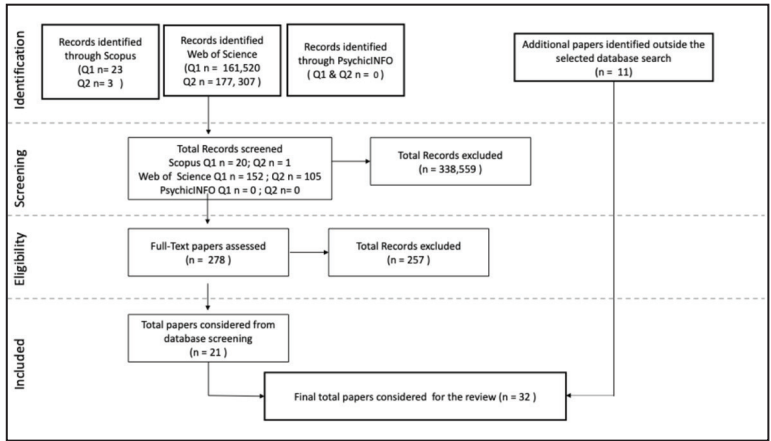 Identification
Records identified
through Scopus
(Q1 n= 23
Q2 n= 3 )
Records identified
Web of Science
(Q1 n = 161,520
Q2 n = 177, 307)
Records identified
through PsychicINFO
( Q1 & Q2 n = 0 )
Additional papers identified outside the
selected database search
(n = 11)
Screening
Total Records screened
Scopus Q1 n = 20; Q2 n = 1
Web of Science Q1 n = 152 ; Q2 n = 105
PsychicINFO Q1 n = 0 ; Q2 n= 0
Total Records excluded
(n = 338,559 )
Eligibility
Full-Text papers assessed
(n = 278 )
Total Records excluded
(n = 257 )
Included
Total papers considered from
database screening
(n = 21 )
Final total papers considered for the review (n = 32 )